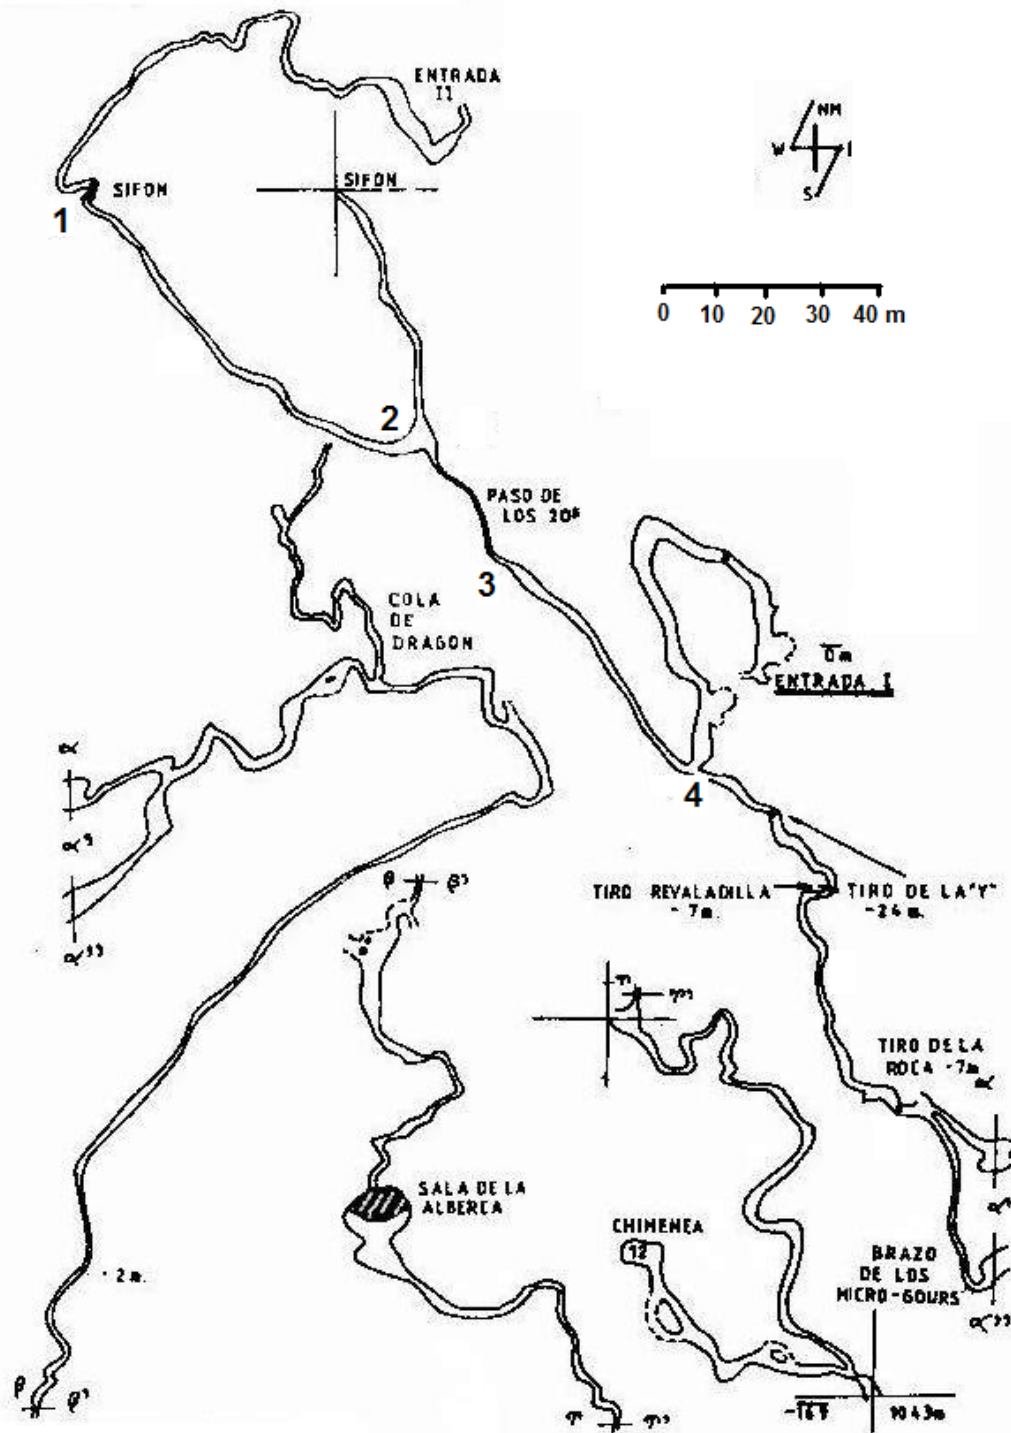 ENTRADA
II
NM
W
S
SIFON
SIFON
1
0 10 20 30 40 m
2
PASO DE
LOS 20
3
COLA
DE
DRAGON
0m
ENTRADA I
4
α
α'
α''
β β'
TIRO REVALADILLA
-7m.
TIRO DE LA "Y"
-24 m.
TIRO DE LA
ROCA -7m
α
SALA DE LA
ALBERCA
CHIMENEA
12
BRAZO
DE LOS
MICRO-GOURS
α''
-2m.
β β'
1043m